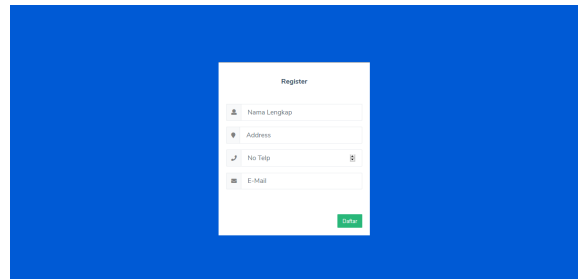 Register
Nama Lengkap
Address
No Telp
E-Mail
Daftar